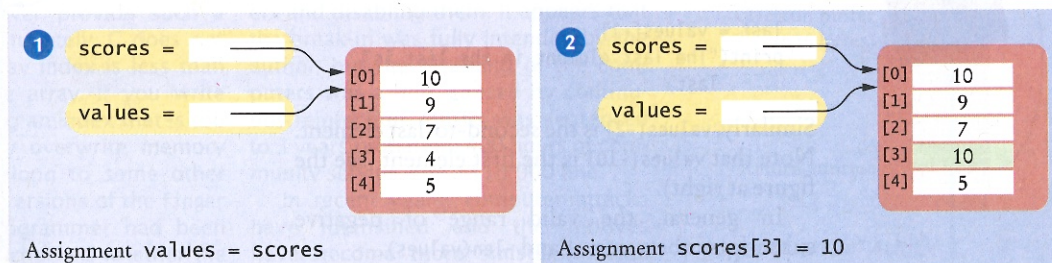 1
scores =
values =
[0] 10
[1] 9
[2] 7
[3] 4
[4] 5
Assignment values = scores
2
scores =
values =
[0] 10
[1] 9
[2] 7
[3] 10
[4] 5
Assignment scores[3] = 10